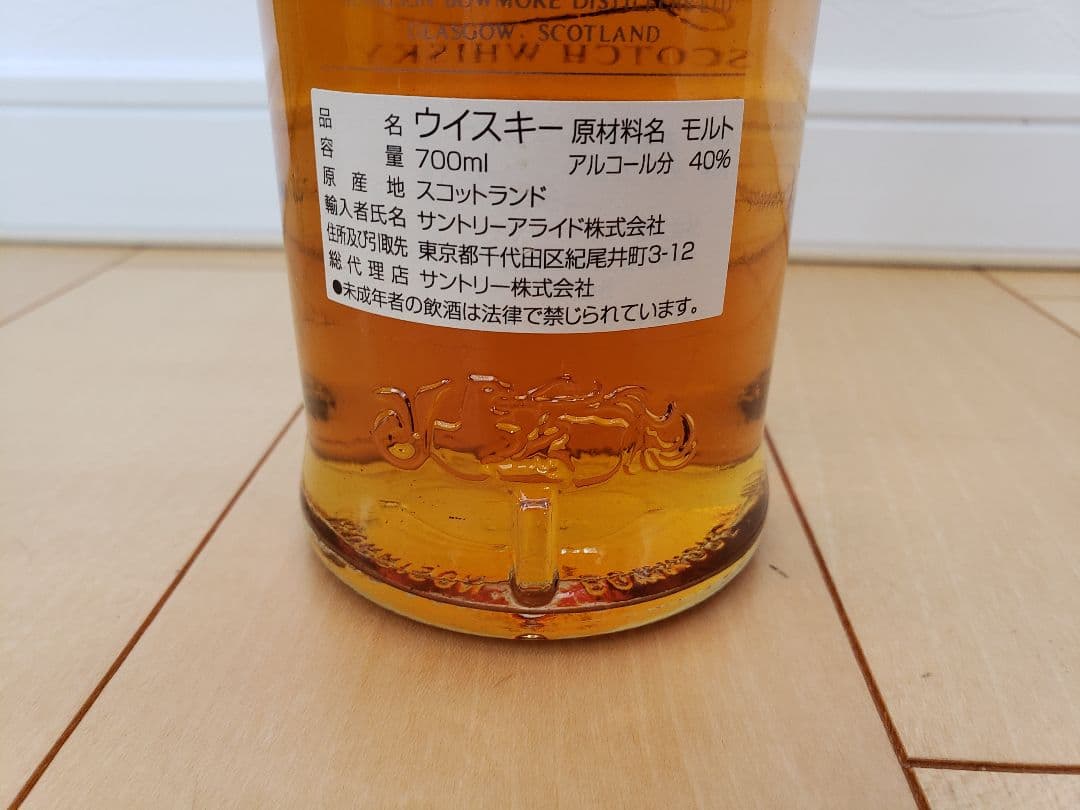 BOWMORE DISTILLERY
GLASGOW, SCOTLAND
SCOTCH WHISKY
品名 ウイスキー 原材料名 モルト
容量 700ml アルコール分 40%
原産地 スコットランド
輸入者氏名 サントリーアライド株式会社
住所及び引取先 東京都千代田区紀尾井町3-12
総代理店 サントリー株式会社
●未成年者の飲酒は法律で禁じられています。